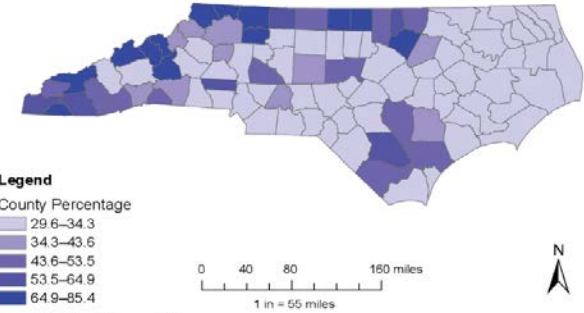 Legend
County Percentage
29.6–34.3
34.3–43.6
43.6–53.5
53.5–64.9
64.9–85.4
0 40 80 160 miles
1 in = 55 miles
N